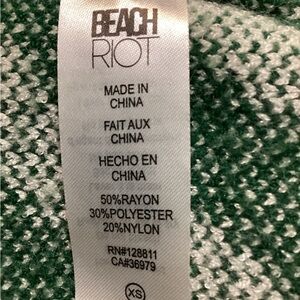 BEACH
RIOT
MADE IN
CHINA
FAIT AUX
CHINA
HECHO EN
CHINA
50%RAYON
30%POLYESTER
20%NYLON
RN#128811
CA#36979
XS